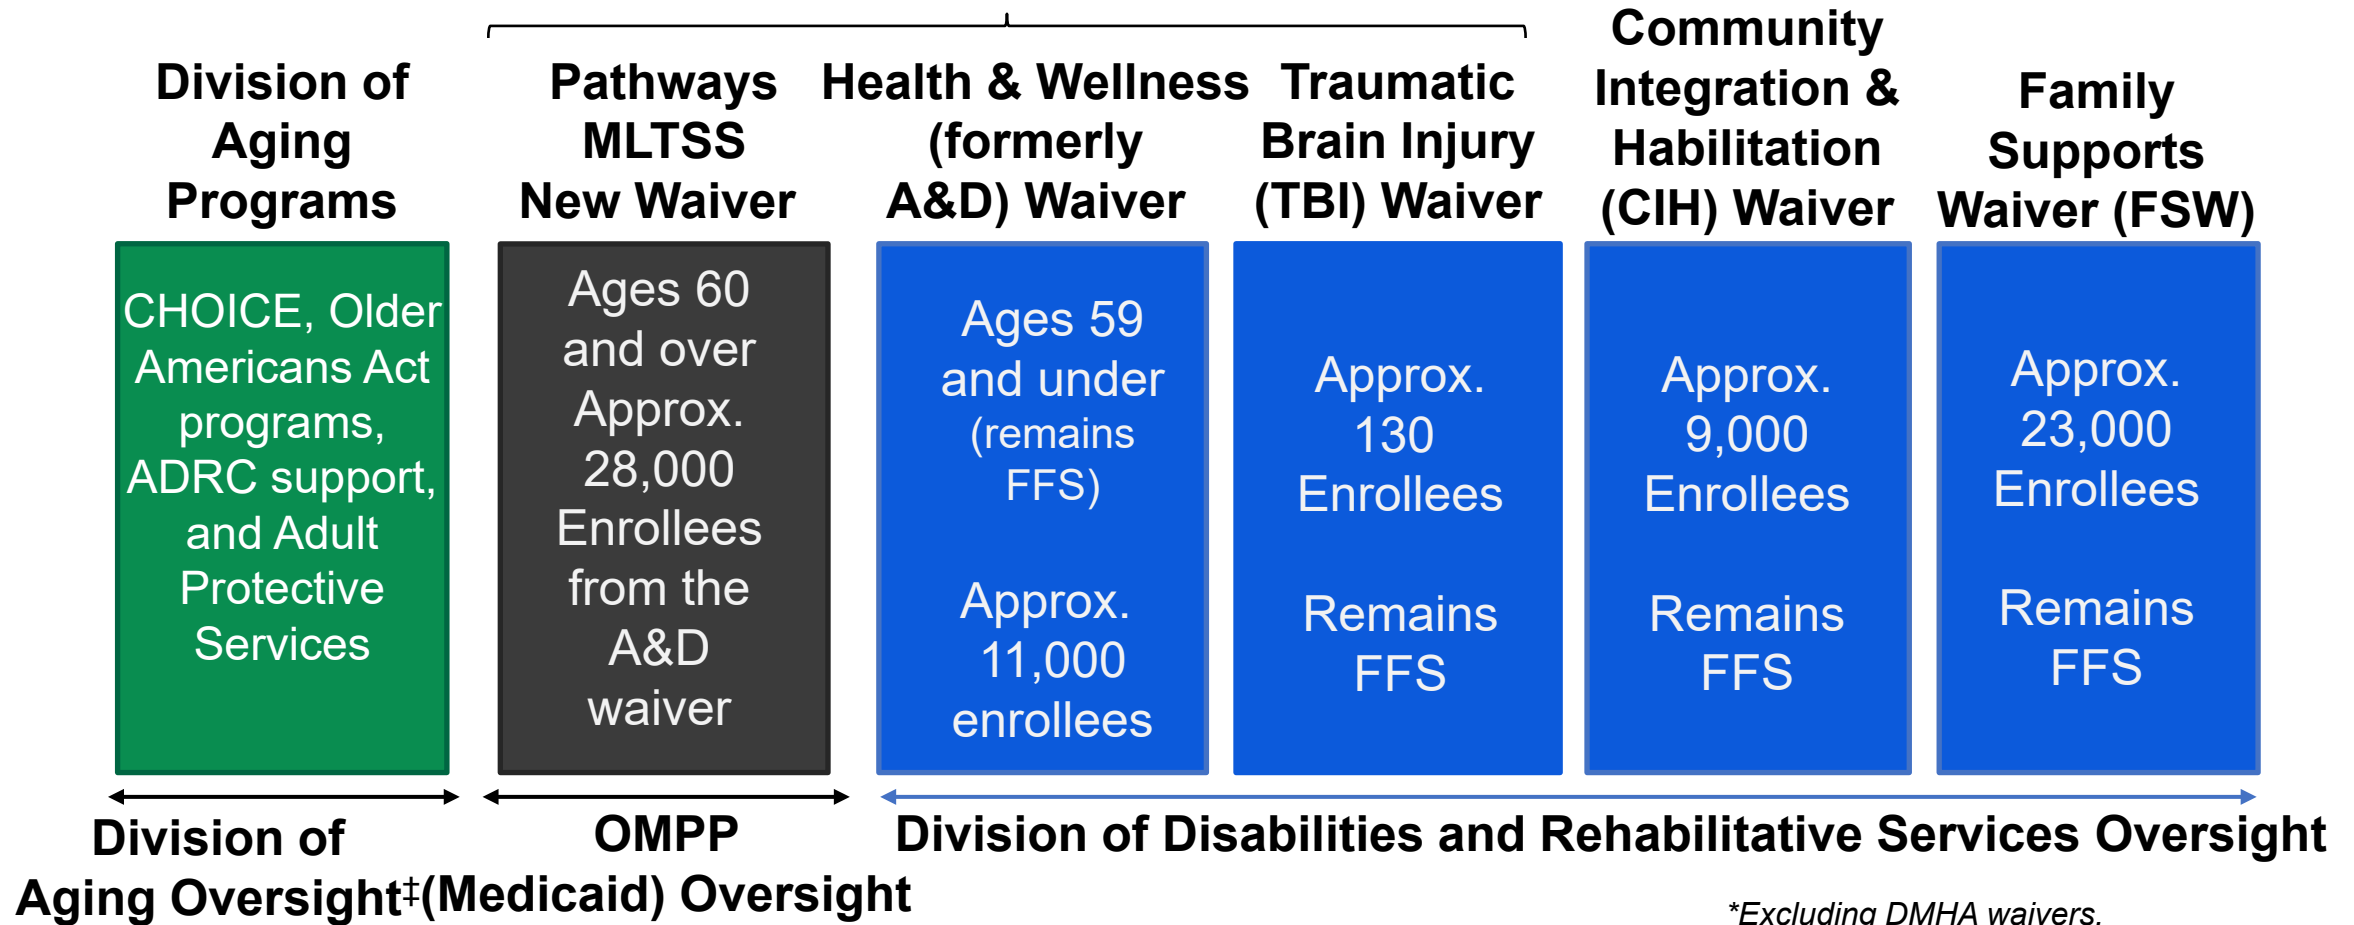 Division of
Aging
Programs
Pathways
MLTSS
New Waiver
Health & Wellness
(formerly
A&D) Waiver
Traumatic
Brain Injury
(TBI) Waiver
Community
Integration &
Habilitation
(CIH) Waiver
Family
Supports
Waiver (FSW)
CHOICE, Older
Americans Act
programs,
ADRC support,
and Adult
Protective
Services
Ages 60
and over
Approx.
28,000
Enrollees
from the
A&D
waiver
Ages 59
and under
(remains
FFS)
Approx.
11,000
enrollees
Approx.
130
Enrollees
Remains
FFS
Approx.
9,000
Enrollees
Remains
FFS
Approx.
23,000
Enrollees
Remains
FFS
Division of
Aging Oversight‡
OMPP
(Medicaid) Oversight
Division of Disabilities and Rehabilitative Services Oversight
*Excluding DMHA waivers.